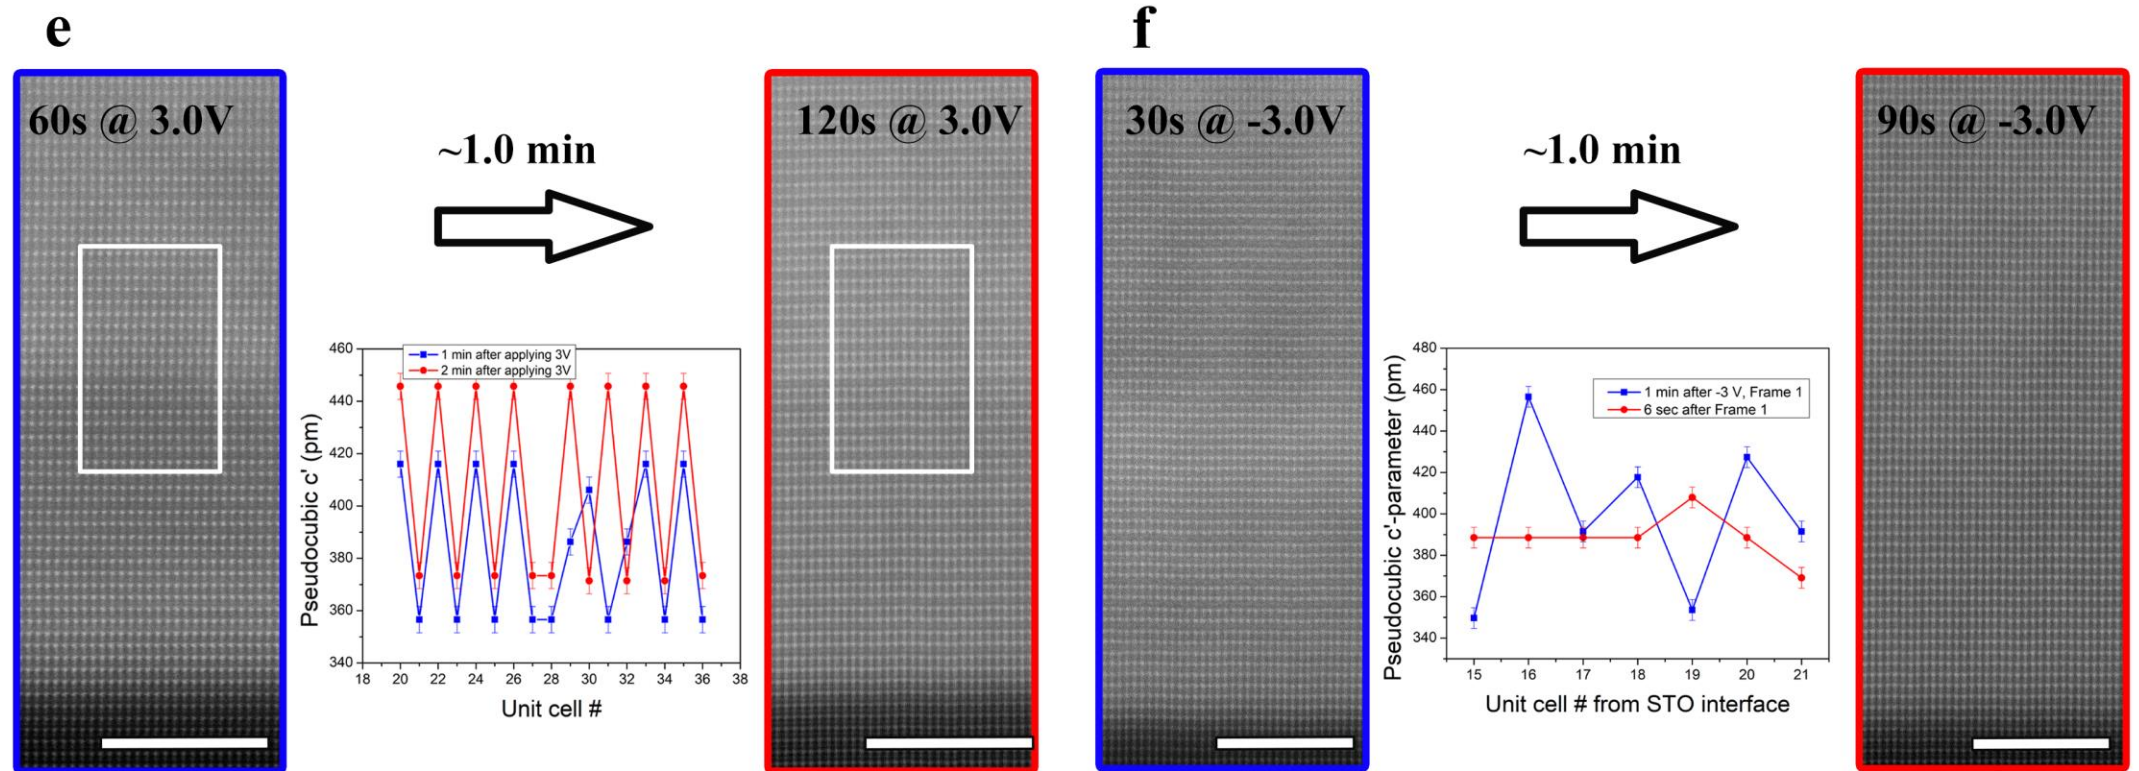 e
60s @ 3.0V
~1.0 min
120s @ 3.0V
Pseudocubic c' (pm)
460
440
420
400
380
360
340
1 min after applying 3V
2 min after applying 3V
18 20 22 24 26 28 30 32 34 36 38
Unit cell #
f
30s @ -3.0V
~1.0 min
90s @ -3.0V
Pseudocubic c'-parameter (pm)
480
460
440
420
400
380
360
340
1 min after -3 V, Frame 1
6 sec after Frame 1
15 16 17 18 19 20 21
Unit cell # from STO interface